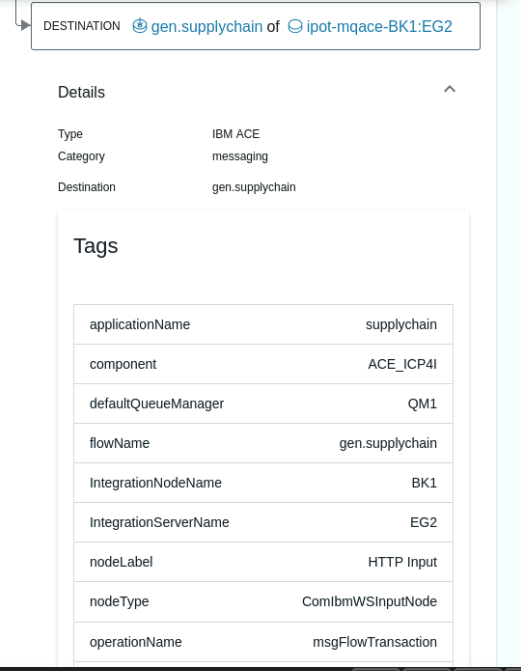 DESTINATION gen.supplychain of ipot-mqace-BK1:EG2
Details
Type IBM ACE
Category messaging
Destination gen.supplychain
Tags
applicationName supplychain
component ACE_ICP4I
defaultQueueManager QM1
flowName gen.supplychain
IntegrationNodeName BK1
IntegrationServerName EG2
nodeLabel HTTP Input
nodeType ComIbmWSInputNode
operationName msgFlowTransaction